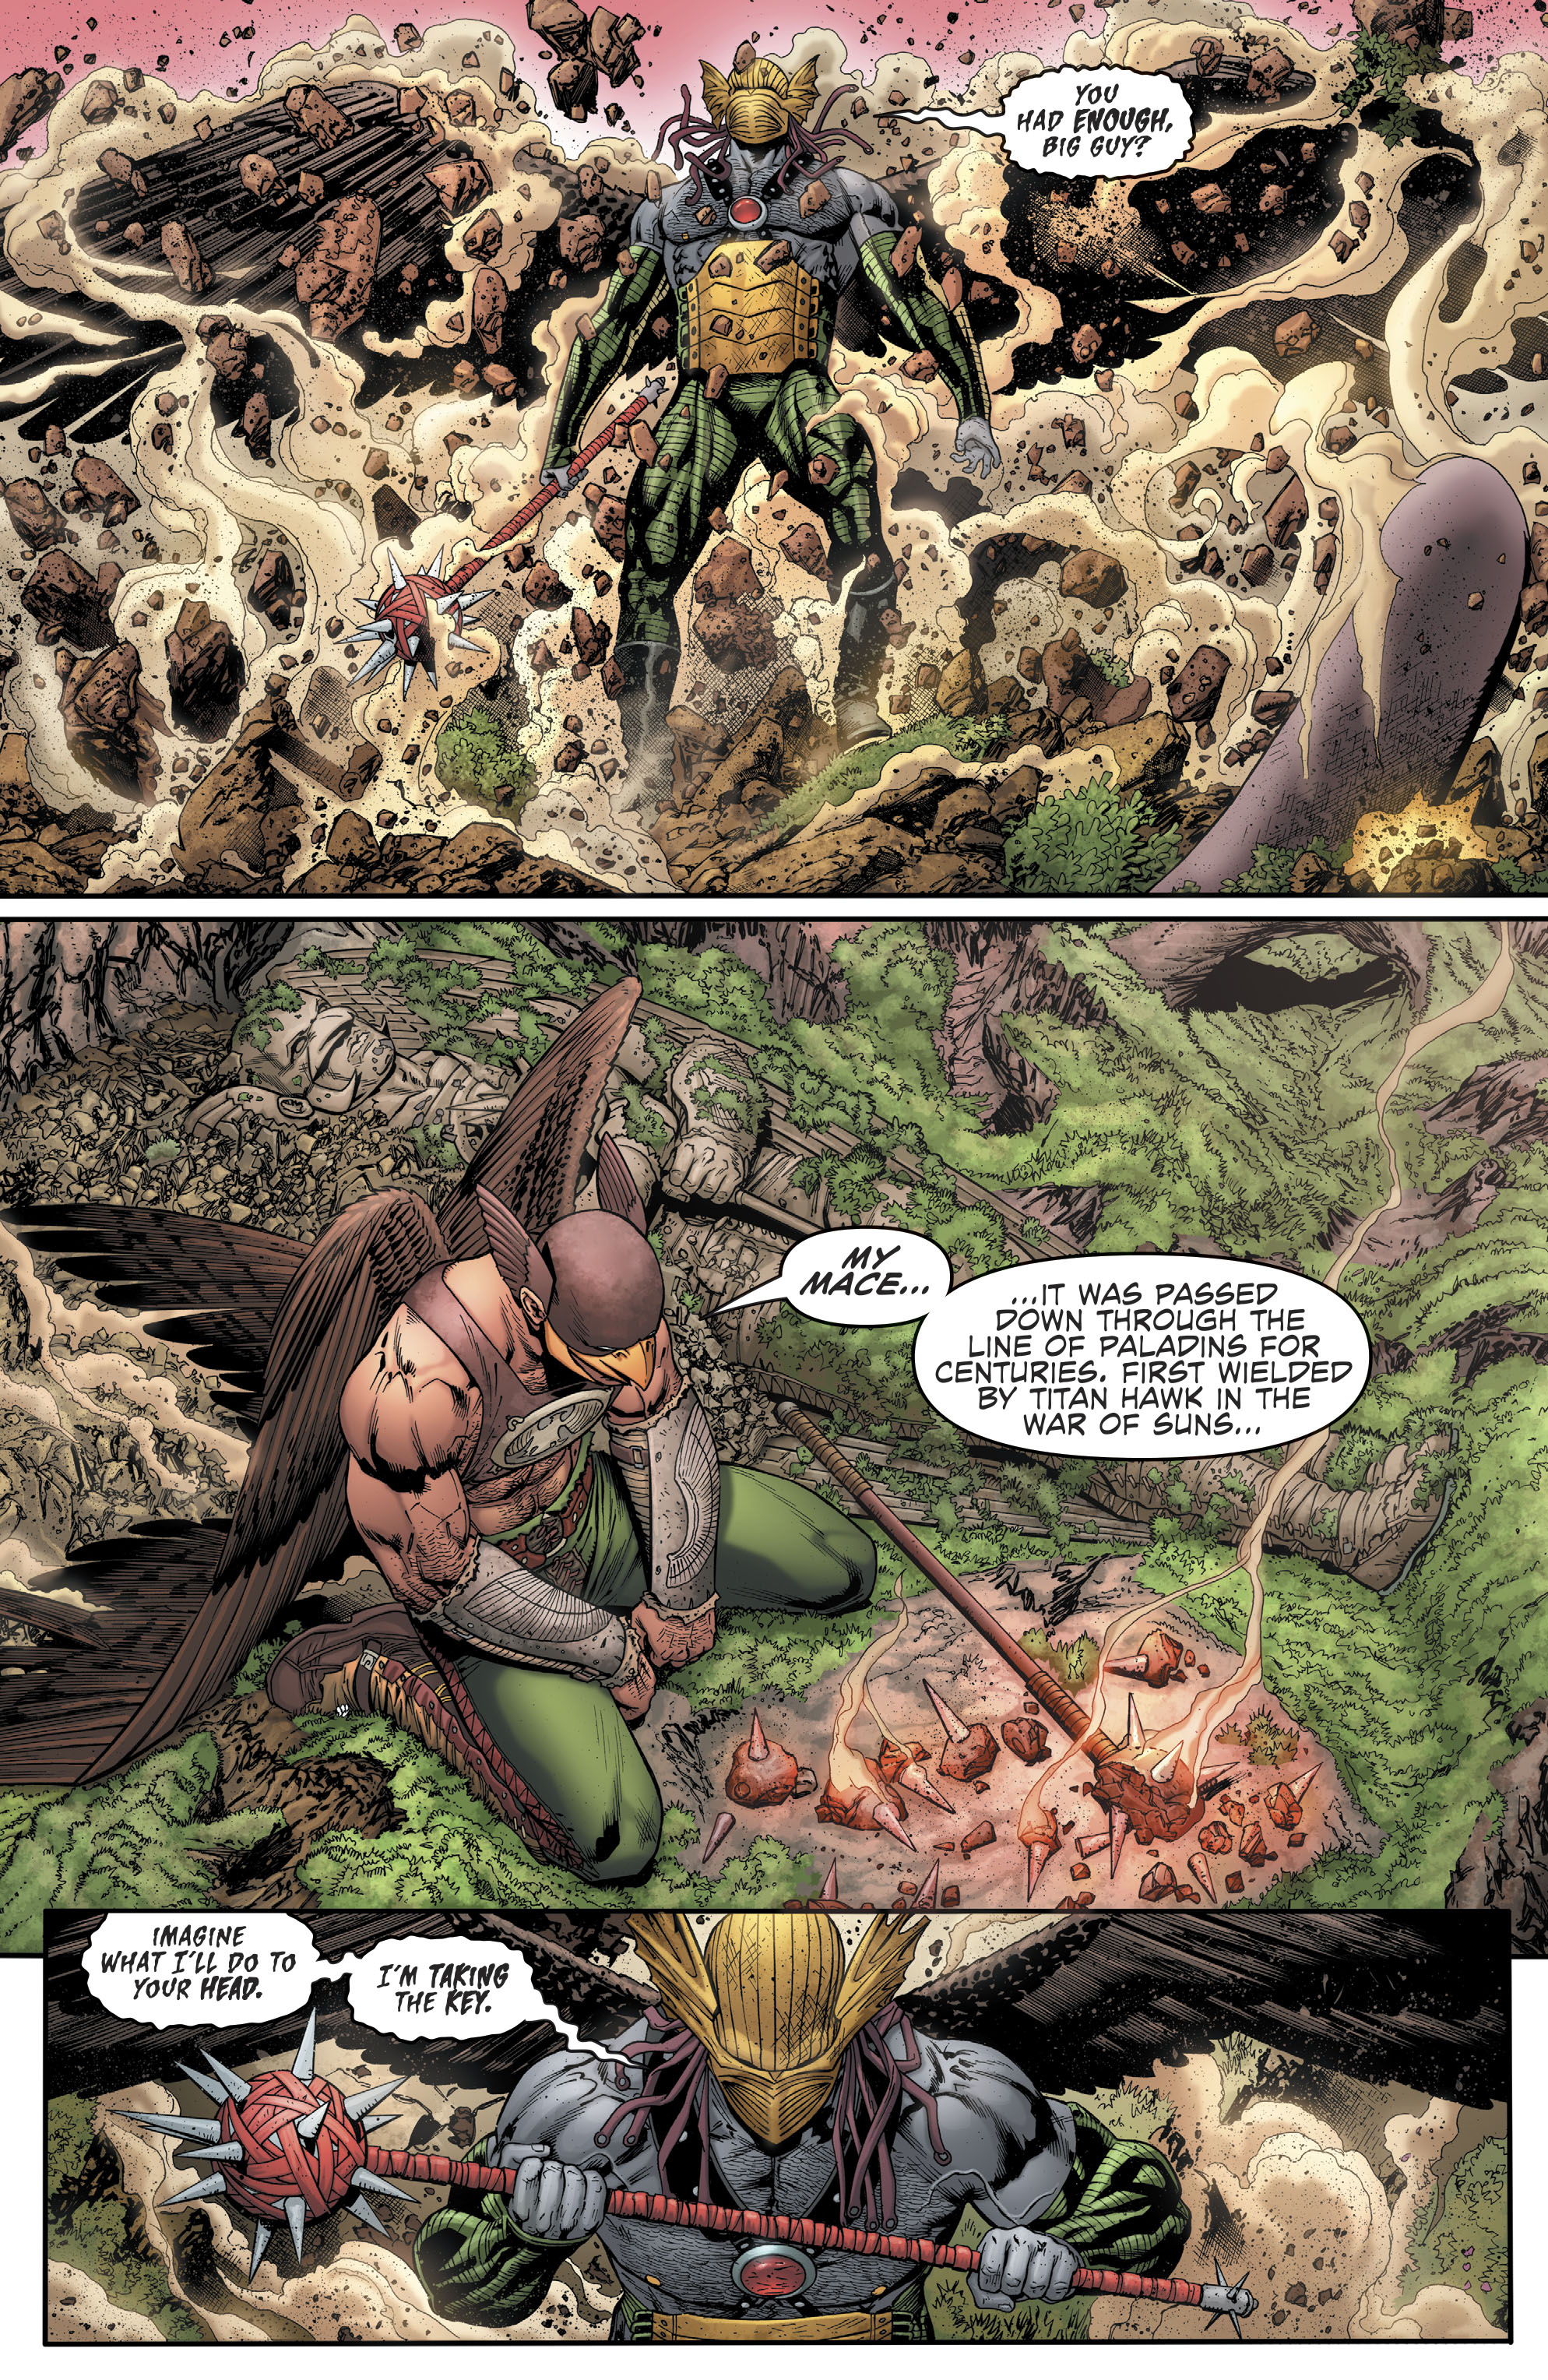 YOU
HAD ENOUGH,
BIG GUY?
MY
MACE...
...IT WAS PASSED
DOWN THROUGH THE
LINE OF PALADINS FOR
CENTURIES. FIRST WIELDED
BY TITAN HAWK IN THE
WAR OF SUNS...
IMAGINE
WHAT I'LL DO TO
YOUR HEAD.
I'M TAKING
THE KEY.